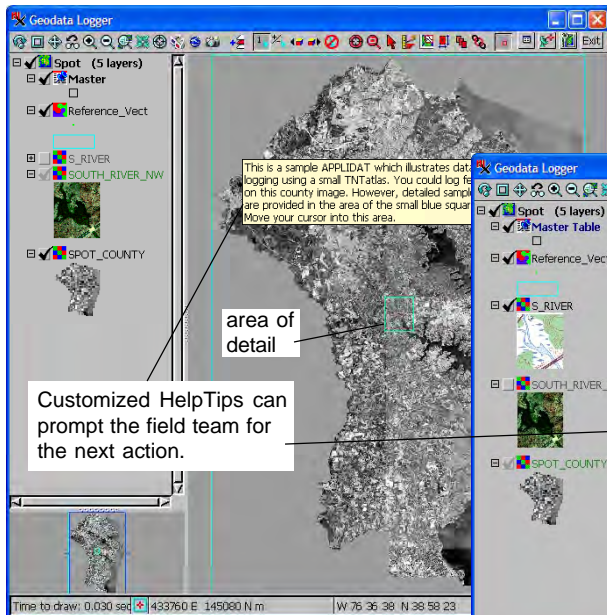 Geodata Logger
Exit
Spot (5 layers)
Master
Reference_Vect
S_RIVER
SOUTH_RIVER_NW
SPOT_COUNTY
This is a sample APPLIDAT which illustrates data
logging using a small TNTatlas. You could log fe
on this county image. However, detailed sampl
are provided in the area of the small blue squar
Move your cursor into this area.
area of
detail
Customized HelpTips can
prompt the field team for
the next action.
Time to draw: 0.030 sec
433760 E 145080 N m
W 76 36 38 N 38 58 23
Geodata Logger
Spot (5 layers)
Master Table
Reference_Vect
S_RIVER
SOUTH_RIVER_
SPOT_COUNTY